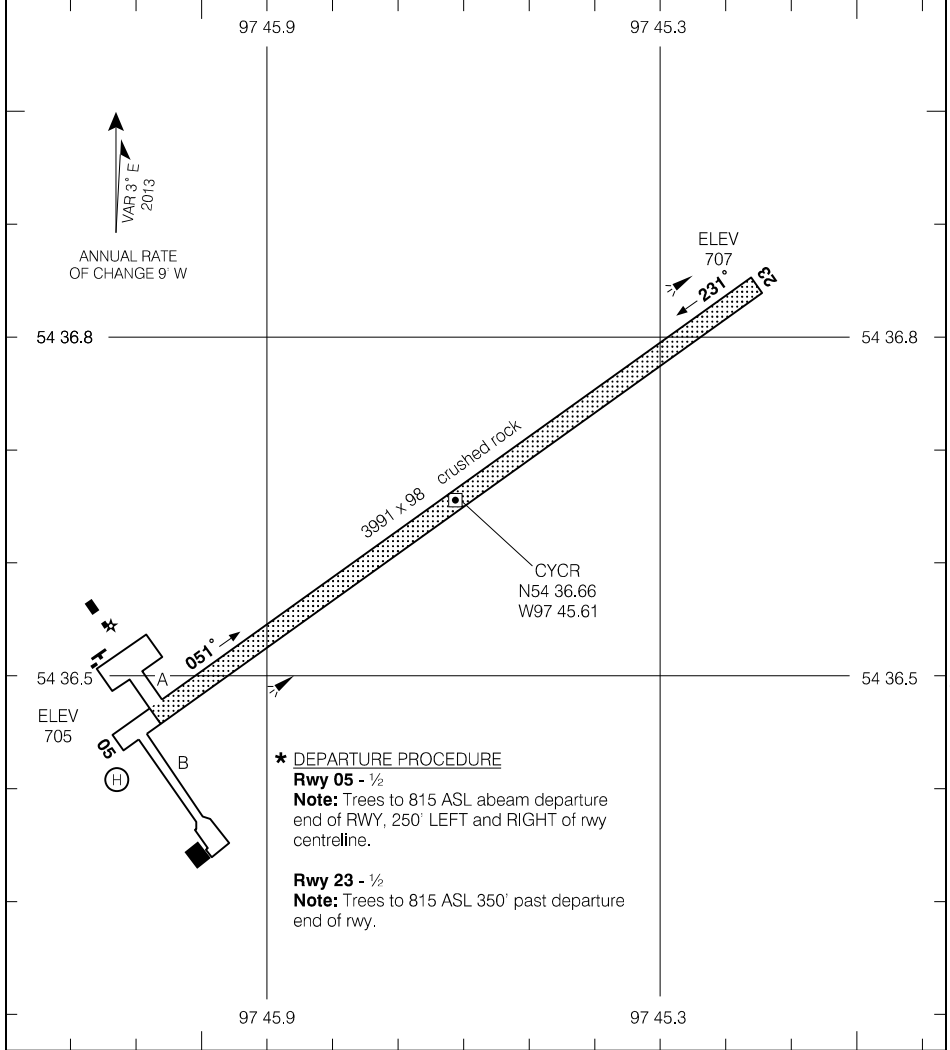 97 45.9 97 45.3
VAR 3° E
2013
ANNUAL RATE
OF CHANGE 9' W
ELEV
707
23
231°
54 36.8 54 36.8
3991 x 98 crushed rock
CYCR
N54 36.66
W97 45.61
051°
54 36.5 A 54 36.5
ELEV
705
05
B
H
* DEPARTURE PROCEDURE
Rwy 05 - ½
Note: Trees to 815 ASL abeam departure
end of RWY, 250' LEFT and RIGHT of rwy
centreline.
Rwy 23 - ½
Note: Trees to 815 ASL 350' past departure
end of rwy.
97 45.9 97 45.3